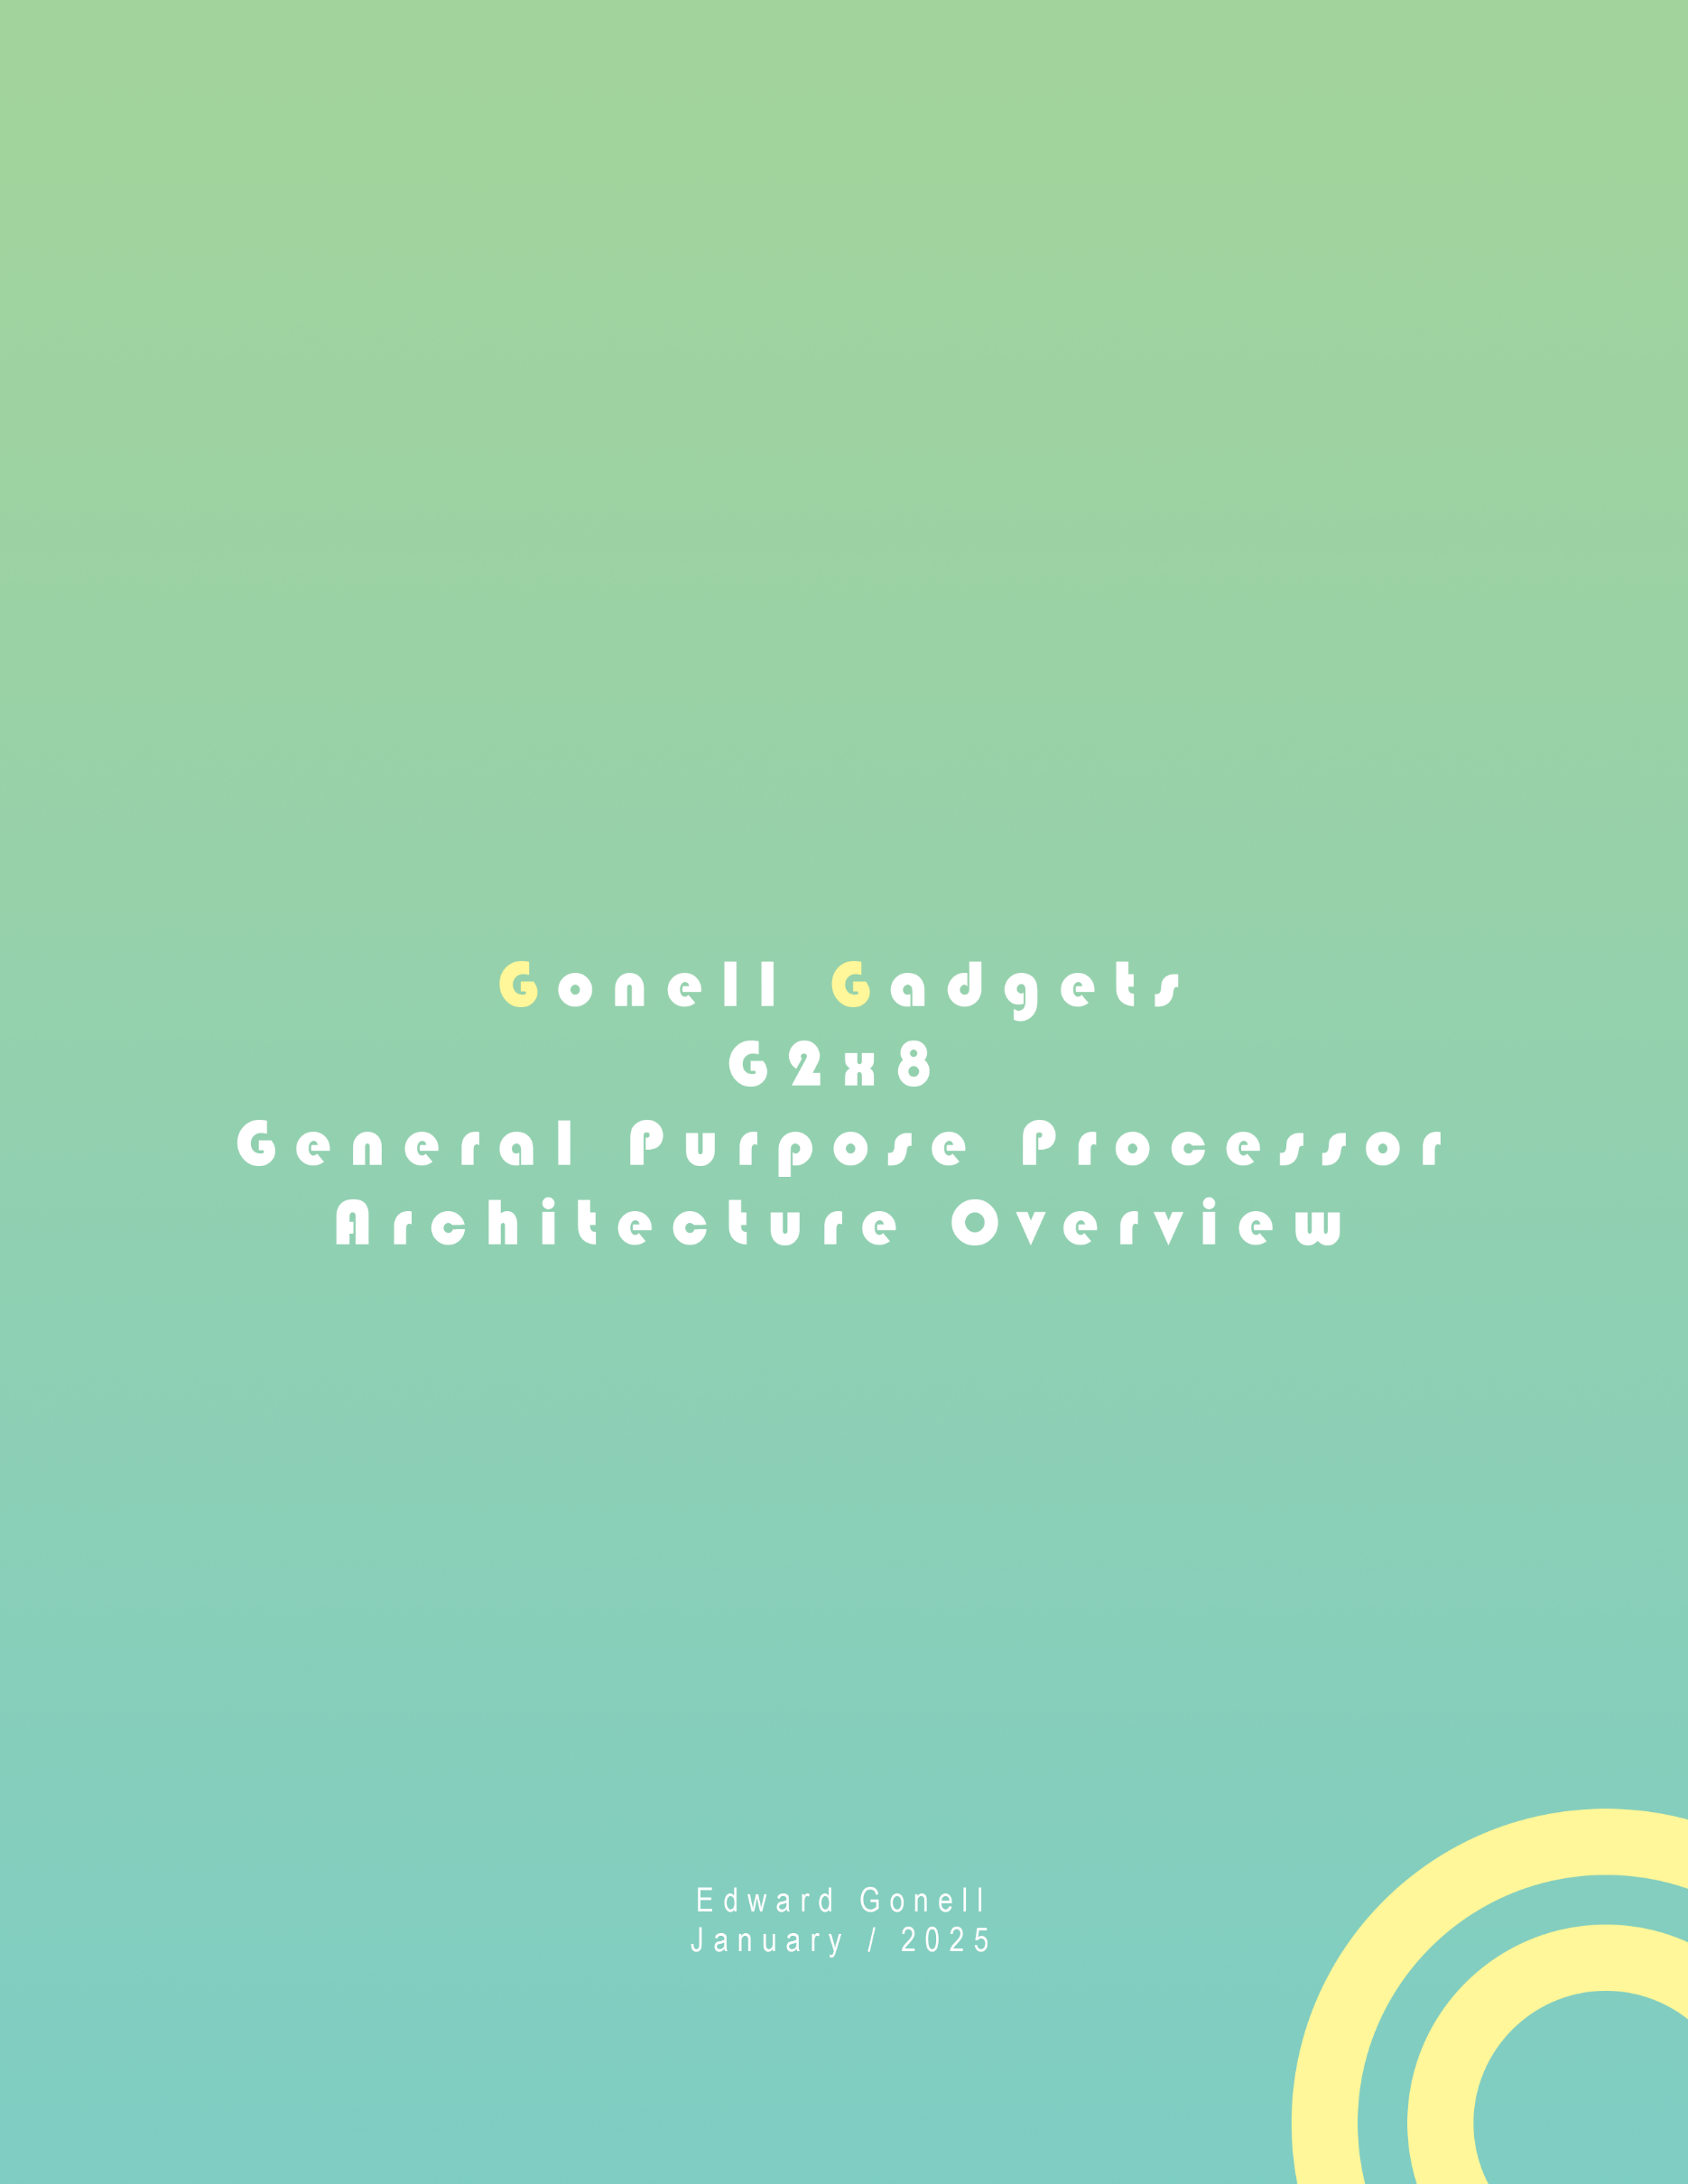 Gonell Gadgets
G2x8
General Purpose Processor
Architecture Overview
Edward Gonell
January / 2025